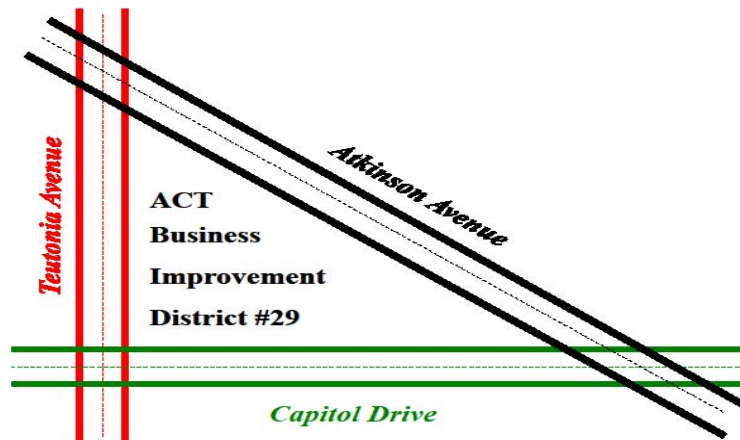 Teutonia Avenue
Atkinson Avenue
ACT
Business
Improvement
District #29
Capitol Drive